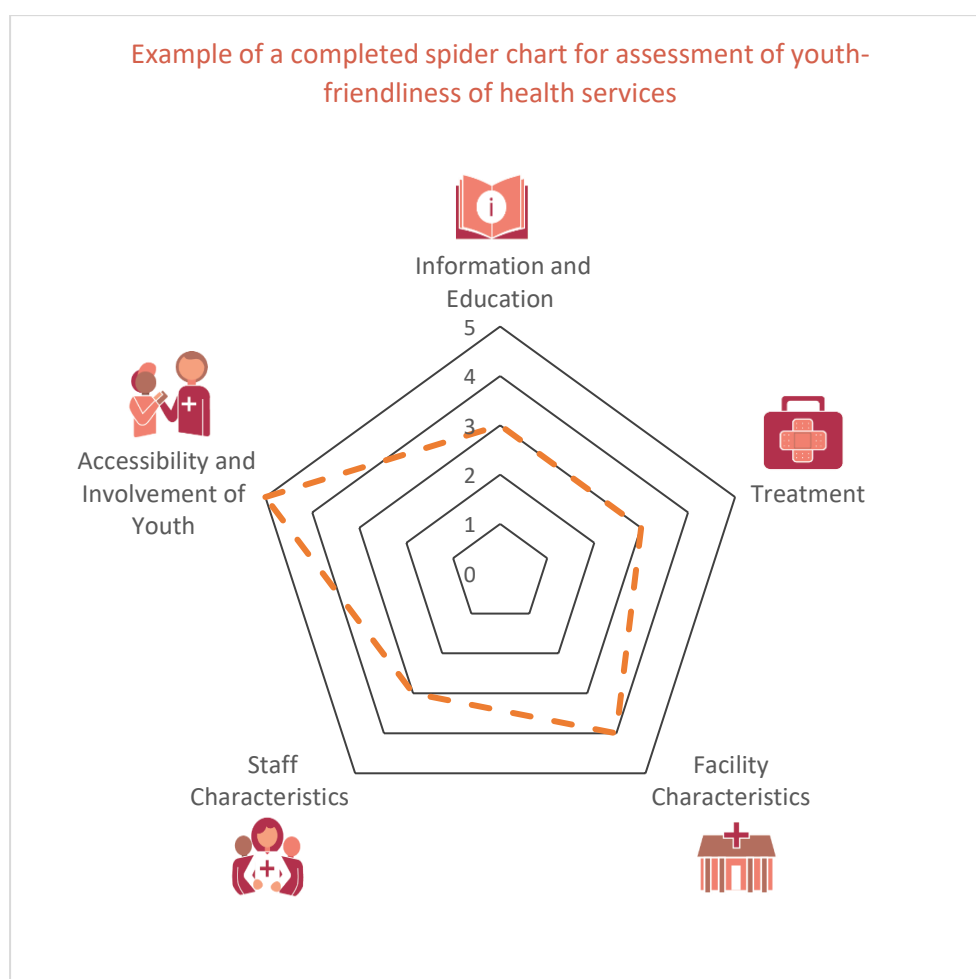 Example of a completed spider chart for assessment of youth-
friendliness of health services
i
Information and
Education
5
4
3
2
1
0
Accessibility and
Involvement of
Youth
Treatment
Staff
Characteristics
Facility
Characteristics